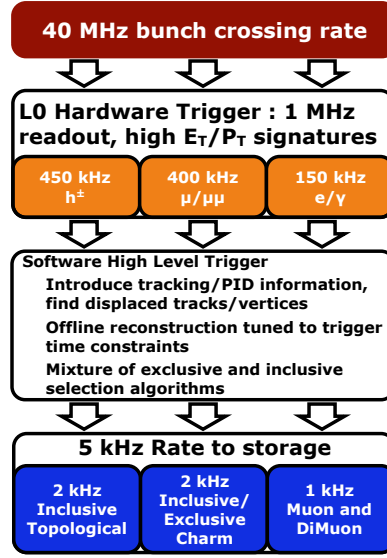 40 MHz bunch crossing rate
L0 Hardware Trigger : 1 MHz
readout, high E_T/P_T signatures
450 kHz
h±
400 kHz
μ/μμ
150 kHz
e/γ
Software High Level Trigger
Introduce tracking/PID information,
find displaced tracks/vertices
Offline reconstruction tuned to trigger
time constraints
Mixture of exclusive and inclusive
selection algorithms
5 kHz Rate to storage
2 kHz
Inclusive
Topological
2 kHz
Inclusive/
Exclusive
Charm
1 kHz
Muon and
DiMuon